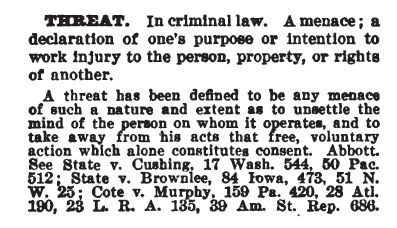 THREAT. In criminal law. A menace; a
declaration of one's purpose or intention to
work injury to the person, property, or rights
of another.
A threat has been defined to be any menace
of such a nature and extent as to unsettle the
mind of the person on whom it operates, and to
take away from his acts that free, voluntary
action which alone constitutes consent. Abbott.
See State v. Cushing, 17 Wash. 544, 50 Pac.
512; State v. Brownlee, 84 Iowa, 473, 51 N.
W. 25; Cote v. Murphy, 159 Pa. 420, 28 Atl.
190, 23 L. R. A. 135, 39 Am. St. Rep. 686.